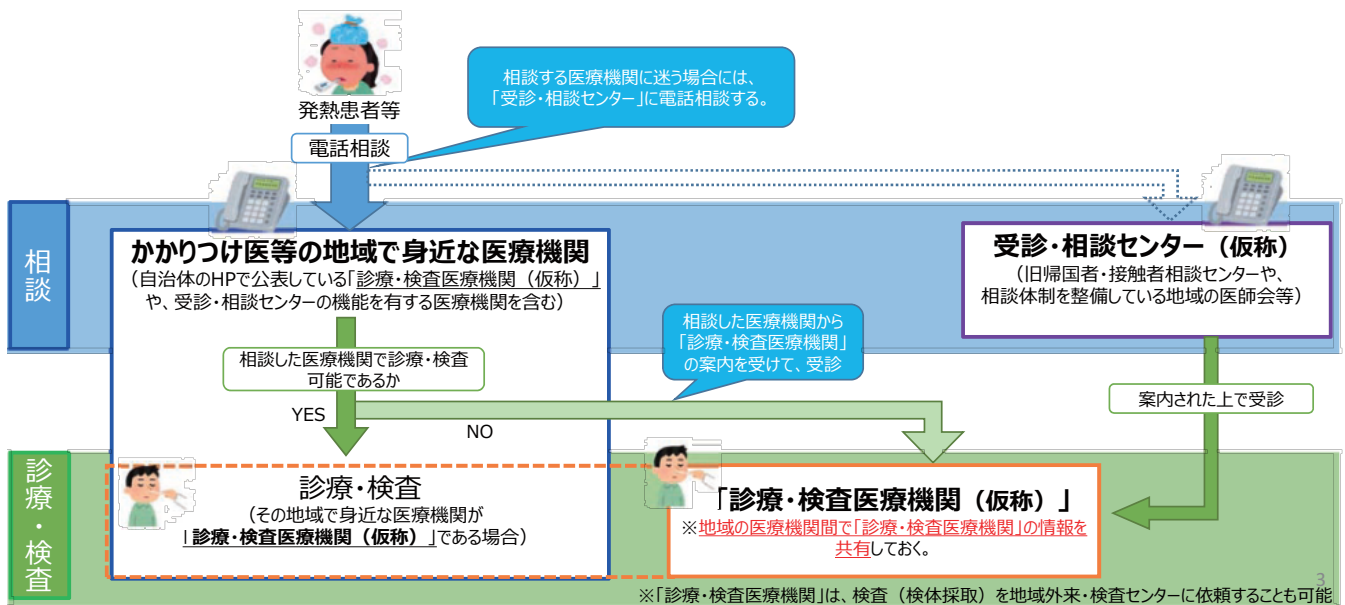 発熱患者等
電話相談
相談する医療機関に迷う場合には、
「受診・相談センター」に電話相談する。
相談
かかりつけ医等の地域で身近な医療機関
（自治体のHPで公表している「診療・検査医療機関（仮称）」
や、受診・相談センターの機能を有する医療機関を含む）
受診・相談センター（仮称）
（旧帰国者・接触者相談センターや、
相談体制を整備している地域の医師会等）
相談した医療機関で診療・検査
可能であるか
相談した医療機関から
「診療・検査医療機関」
の案内を受けて、受診
YES
NO
案内された上で受診
診療・検査
診療・検査
（その地域で身近な医療機関が
「診療・検査医療機関（仮称）」である場合）
「診療・検査医療機関（仮称）」
※地域の医療機関間で「診療・検査医療機関」の情報を
共有しておく。
3
※「診療・検査医療機関」は、検査（検体採取）を地域外来・検査センターに依頼することも可能